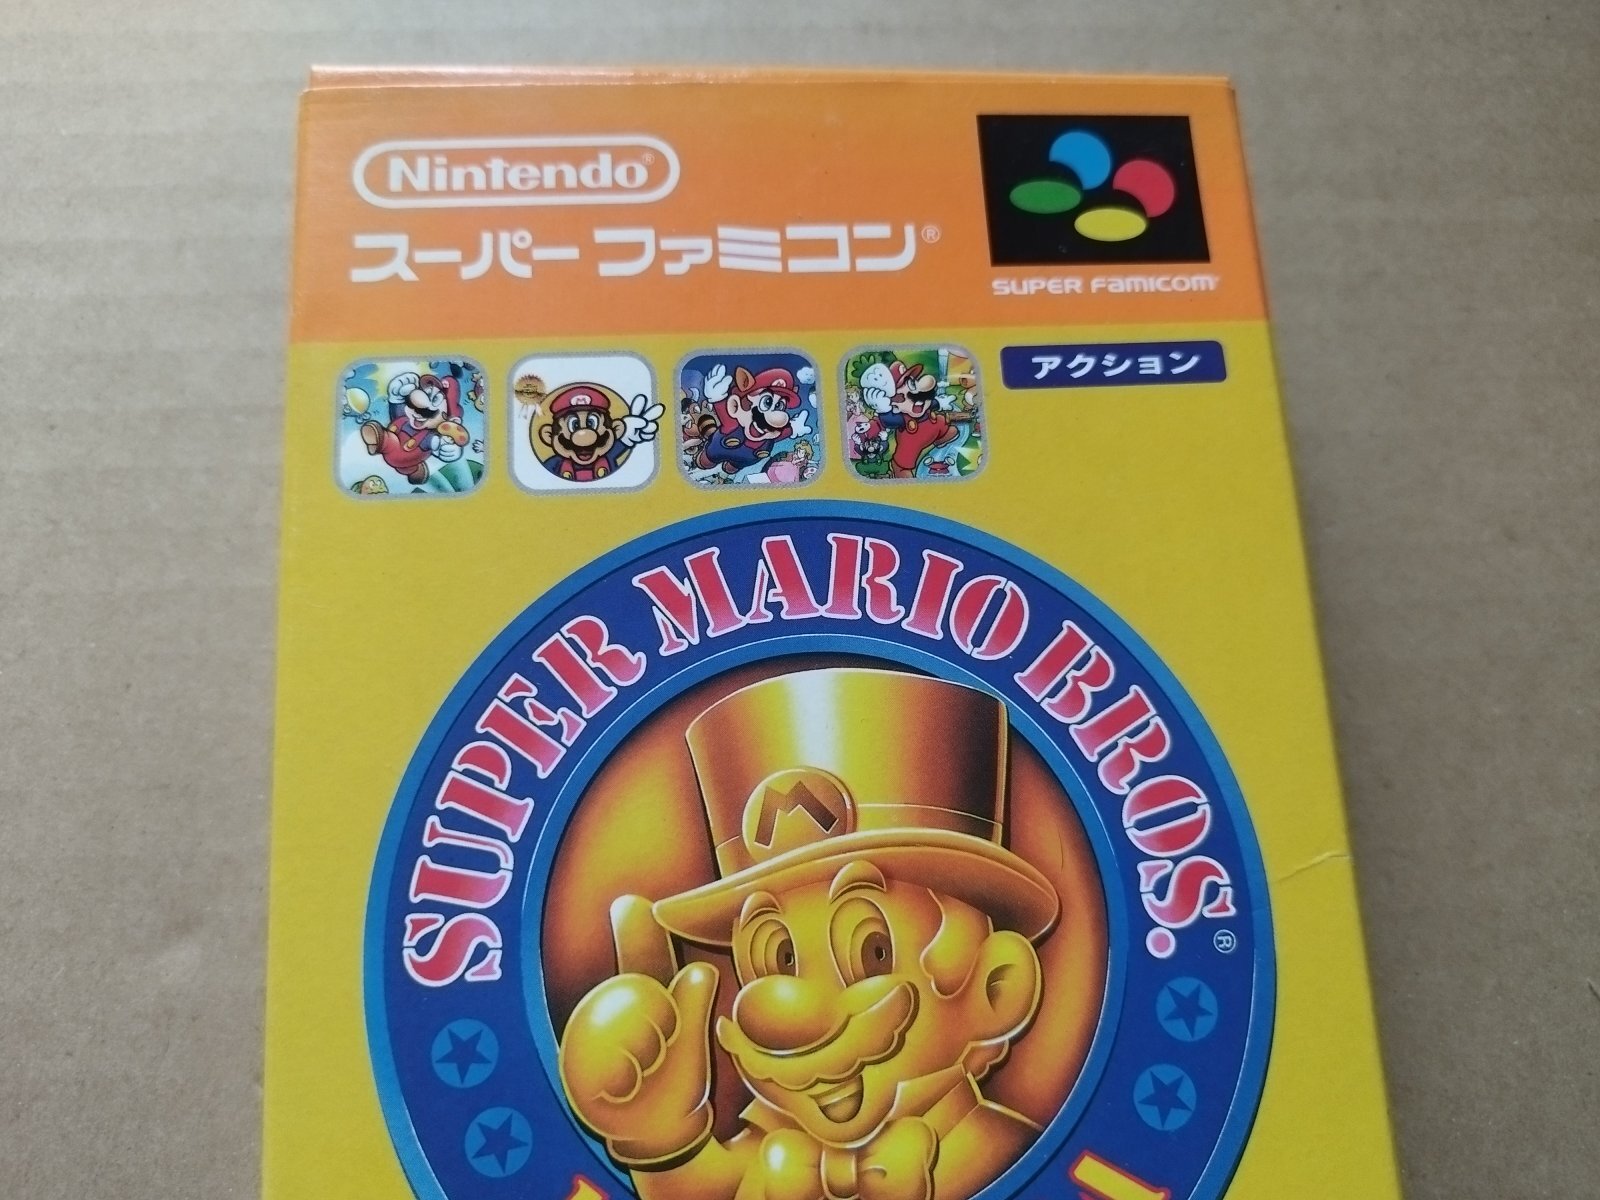 Nintendo®
スーパーファミコン®
SUPER FAMICOM
アクション
SUPER MARIO BROS.®
M